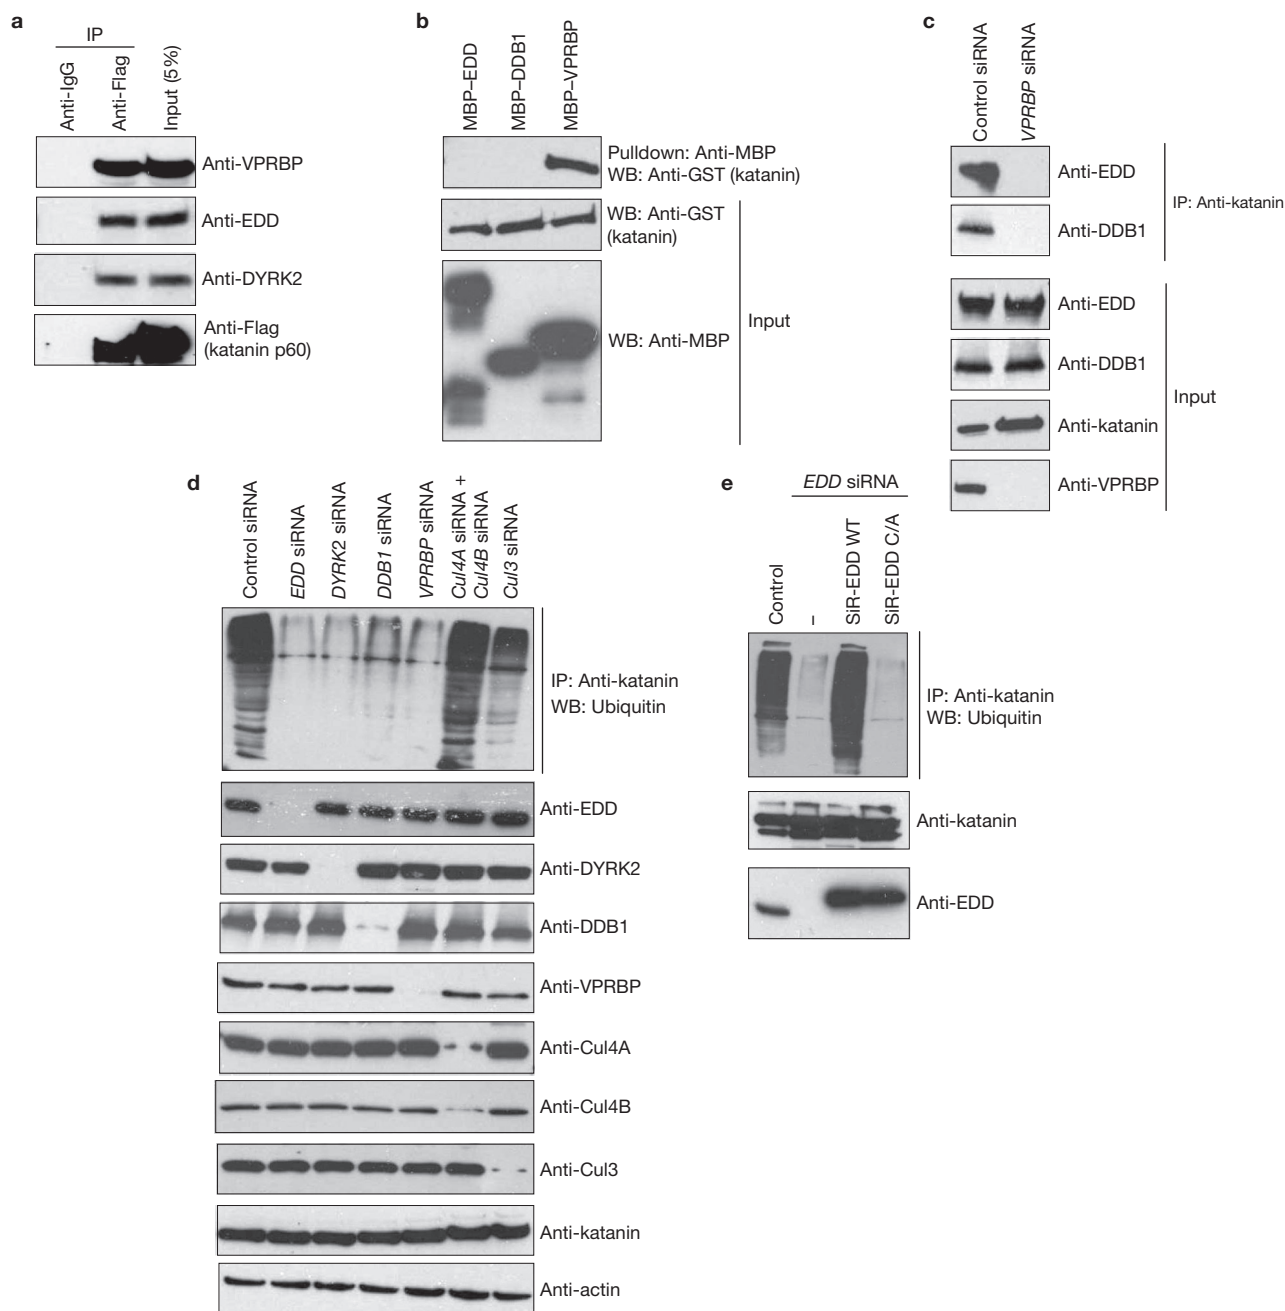 a
IP
Anti-IgG
Anti-Flag
Input (5%)
Anti-VPRBP
Anti-EDD
Anti-DYRK2
Anti-Flag
(katanin p60)
b
MBP–EDD
MBP–DDB1
MBP–VPRBP
Pulldown: Anti-MBP
WB: Anti-GST (katanin)
WB: Anti-GST
(katanin)
WB: Anti-MBP
Input
c
Control siRNA
VPRBP siRNA
Anti-EDD
Anti-DDB1
IP: Anti-katanin
Anti-EDD
Anti-DDB1
Anti-katanin
Anti-VPRBP
Input
d
Control siRNA
EDD siRNA
DYRK2 siRNA
DDB1 siRNA
VPRBP siRNA
Cul4A siRNA +
Cul4B siRNA
Cul3 siRNA
IP: Anti-katanin
WB: Ubiquitin
Anti-EDD
Anti-DYRK2
Anti-DDB1
Anti-VPRBP
Anti-Cul4A
Anti-Cul4B
Anti-Cul3
Anti-katanin
Anti-actin
e
EDD siRNA
Control
–
SiR-EDD WT
SiR-EDD C/A
IP: Anti-katanin
WB: Ubiquitin
Anti-katanin
Anti-EDD